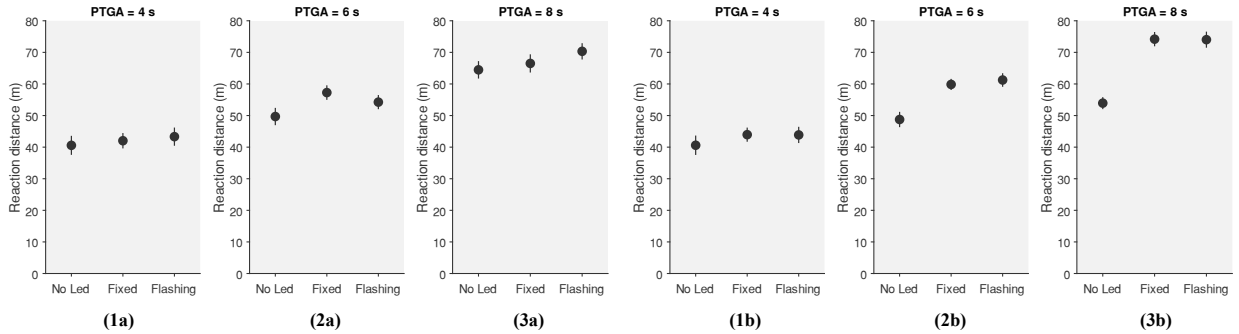 PTGA = 4 s
Reaction distance (m)
80
70
60
50
40
30
20
10
0
No Led Fixed Flashing
(1a)
PTGA = 6 s
Reaction distance (m)
80
70
60
50
40
30
20
10
0
No Led Fixed Flashing
(2a)
PTGA = 8 s
Reaction distance (m)
80
70
60
50
40
30
20
10
0
No Led Fixed Flashing
(3a)
PTGA = 4 s
Reaction distance (m)
80
70
60
50
40
30
20
10
0
No Led Fixed Flashing
(1b)
PTGA = 6 s
Reaction distance (m)
80
70
60
50
40
30
20
10
0
No Led Fixed Flashing
(2b)
PTGA = 8 s
Reaction distance (m)
80
70
60
50
40
30
20
10
0
No Led Fixed Flashing
(3b)